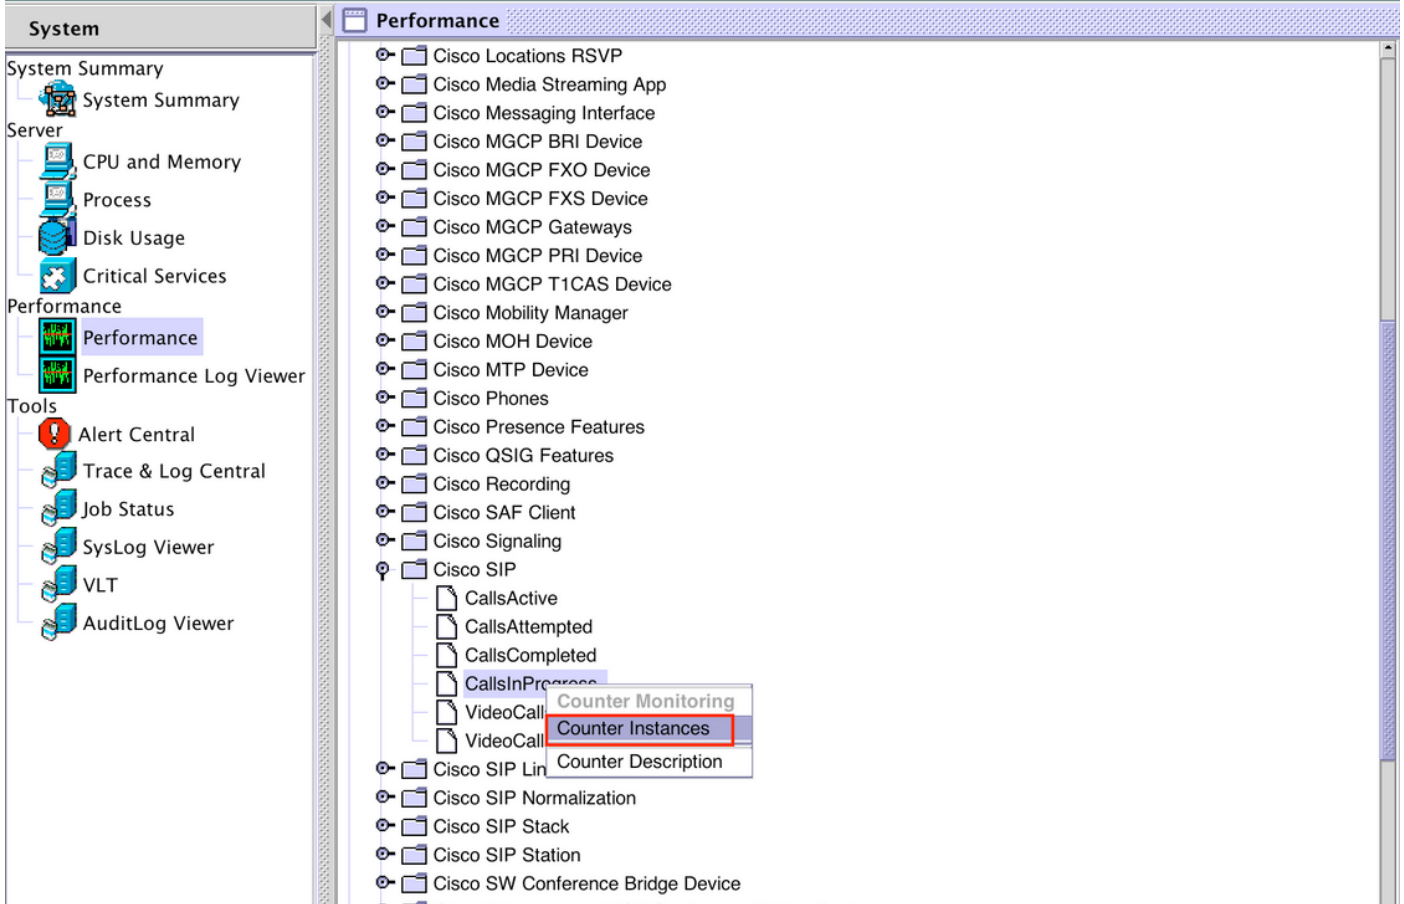 System
System Summary
System Summary
Server
CPU and Memory
Process
Disk Usage
Critical Services
Performance
Performance
Performance Log Viewer
Tools
Alert Central
Trace & Log Central
Job Status
SysLog Viewer
VLT
AuditLog Viewer
Performance
Cisco Locations RSVP
Cisco Media Streaming App
Cisco Messaging Interface
Cisco MGCP BRI Device
Cisco MGCP FXO Device
Cisco MGCP FXS Device
Cisco MGCP Gateways
Cisco MGCP PRI Device
Cisco MGCP T1CAS Device
Cisco Mobility Manager
Cisco MOH Device
Cisco MTP Device
Cisco Phones
Cisco Presence Features
Cisco QSIG Features
Cisco Recording
Cisco SAF Client
Cisco Signaling
Cisco SIP
CallsActive
CallsAttempted
CallsCompleted
CallsInProgress
VideoCall
VideoCall
Counter Monitoring
Counter Instances
Counter Description
Cisco SIP Lin
Cisco SIP Normalization
Cisco SIP Stack
Cisco SIP Station
Cisco SW Conference Bridge Device